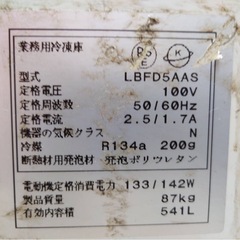 業務用冷凍庫
PS
E
K
型式 LBFD5AAS
定格電圧 100V
定格周波数 50/60Hz
定格電流 2.5/1.7A
機器の気候クラス N
冷媒 R134a 200g
断熱材用発泡材 発泡ポリウレタン
電動機定格消費電力 133/142W
製品質量 87kg
有効内容積 541L